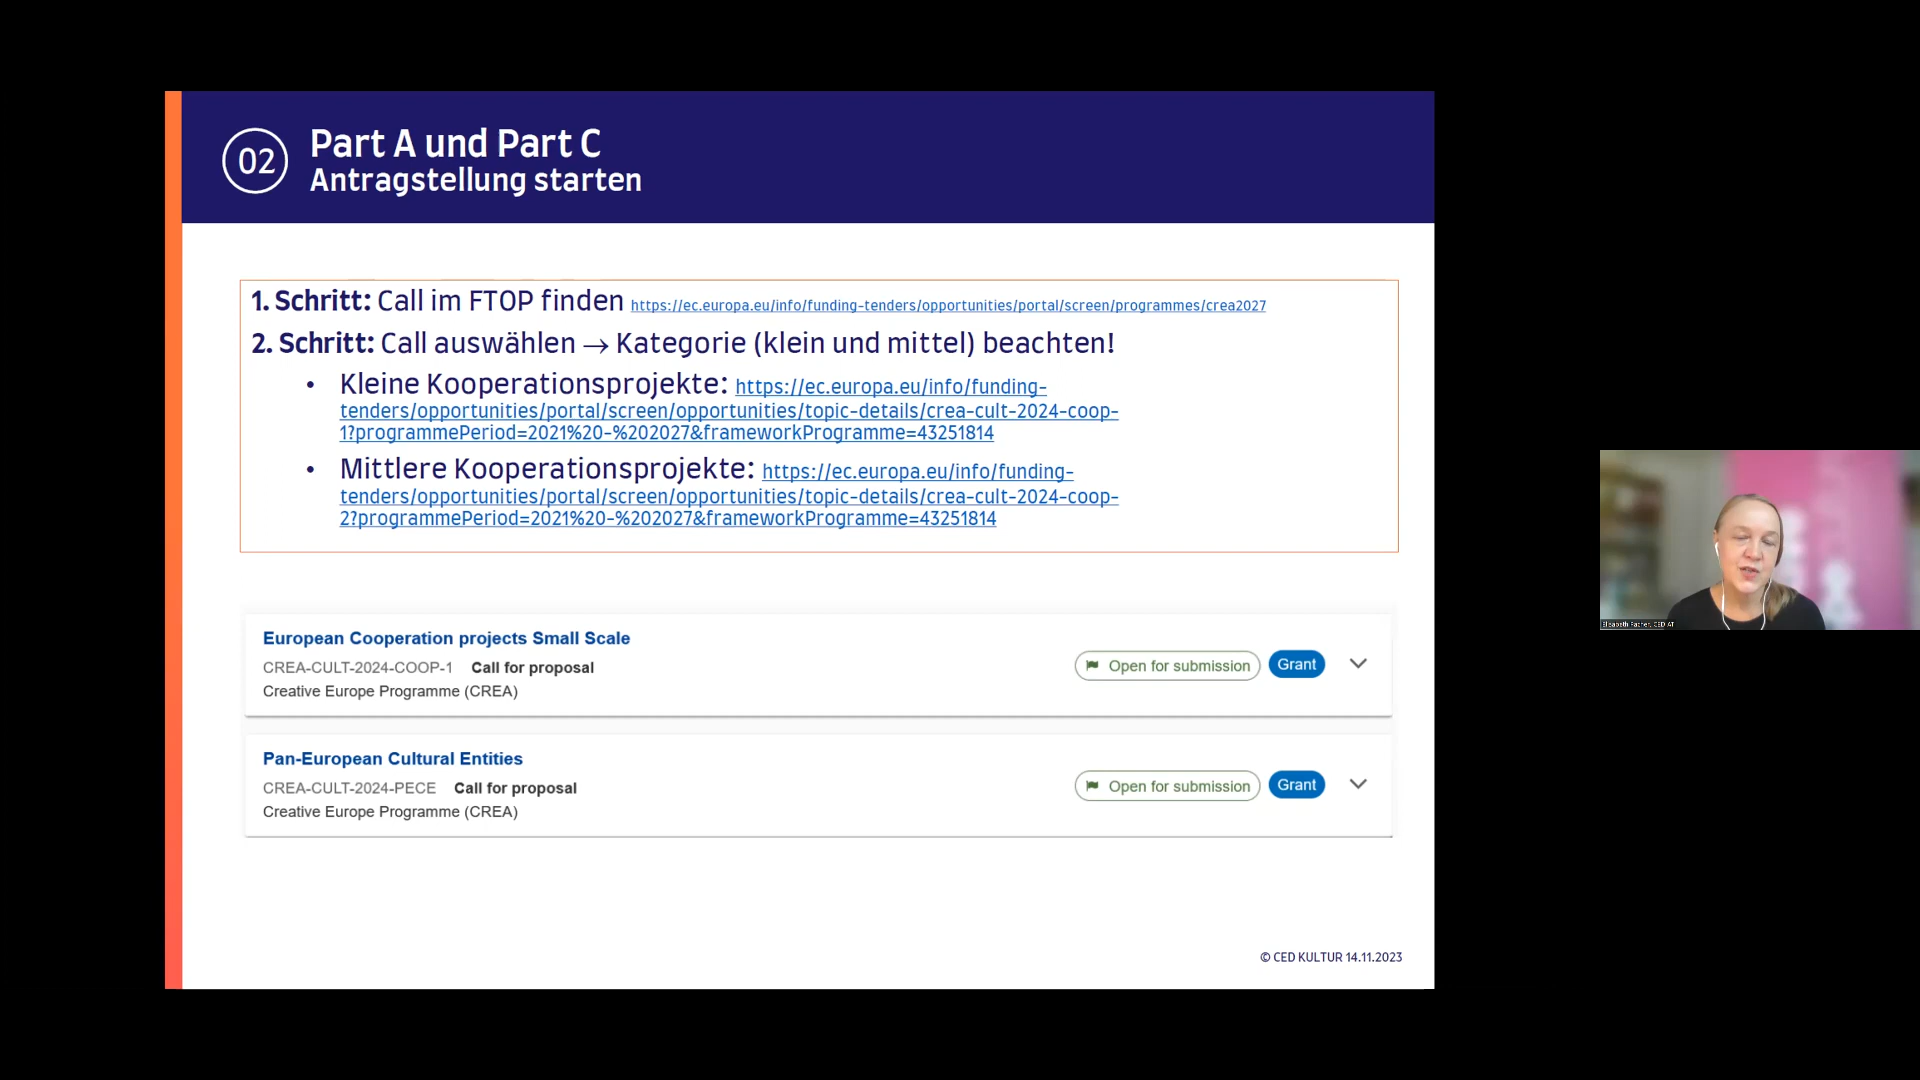 02
Part A und Part C
Antragstellung starten
1. Schritt: Call im FTOP finden https://ec.europa.eu/info/funding-tenders/opportunities/portal/screen/programmes/crea2027
2. Schritt: Call auswählen → Kategorie (klein und mittel) beachten!
• Kleine Kooperationsprojekte: https://ec.europa.eu/info/funding-
tenders/opportunities/portal/screen/opportunities/topic-details/crea-cult-2024-coop-
1?programmePeriod=2021%20-%202027&frameworkProgramme=43251814
• Mittlere Kooperationsprojekte: https://ec.europa.eu/info/funding-
tenders/opportunities/portal/screen/opportunities/topic-details/crea-cult-2024-coop-
2?programmePeriod=2021%20-%202027&frameworkProgramme=43251814
European Cooperation projects Small Scale
CREA-CULT-2024-COOP-1 Call for proposal
Open for submission Grant
Creative Europe Programme (CREA)
Pan-European Cultural Entities
CREA-CULT-2024-PECE Call for proposal
Open for submission Grant
Creative Europe Programme (CREA)
© CED KULTUR 14.11.2023
CED AT